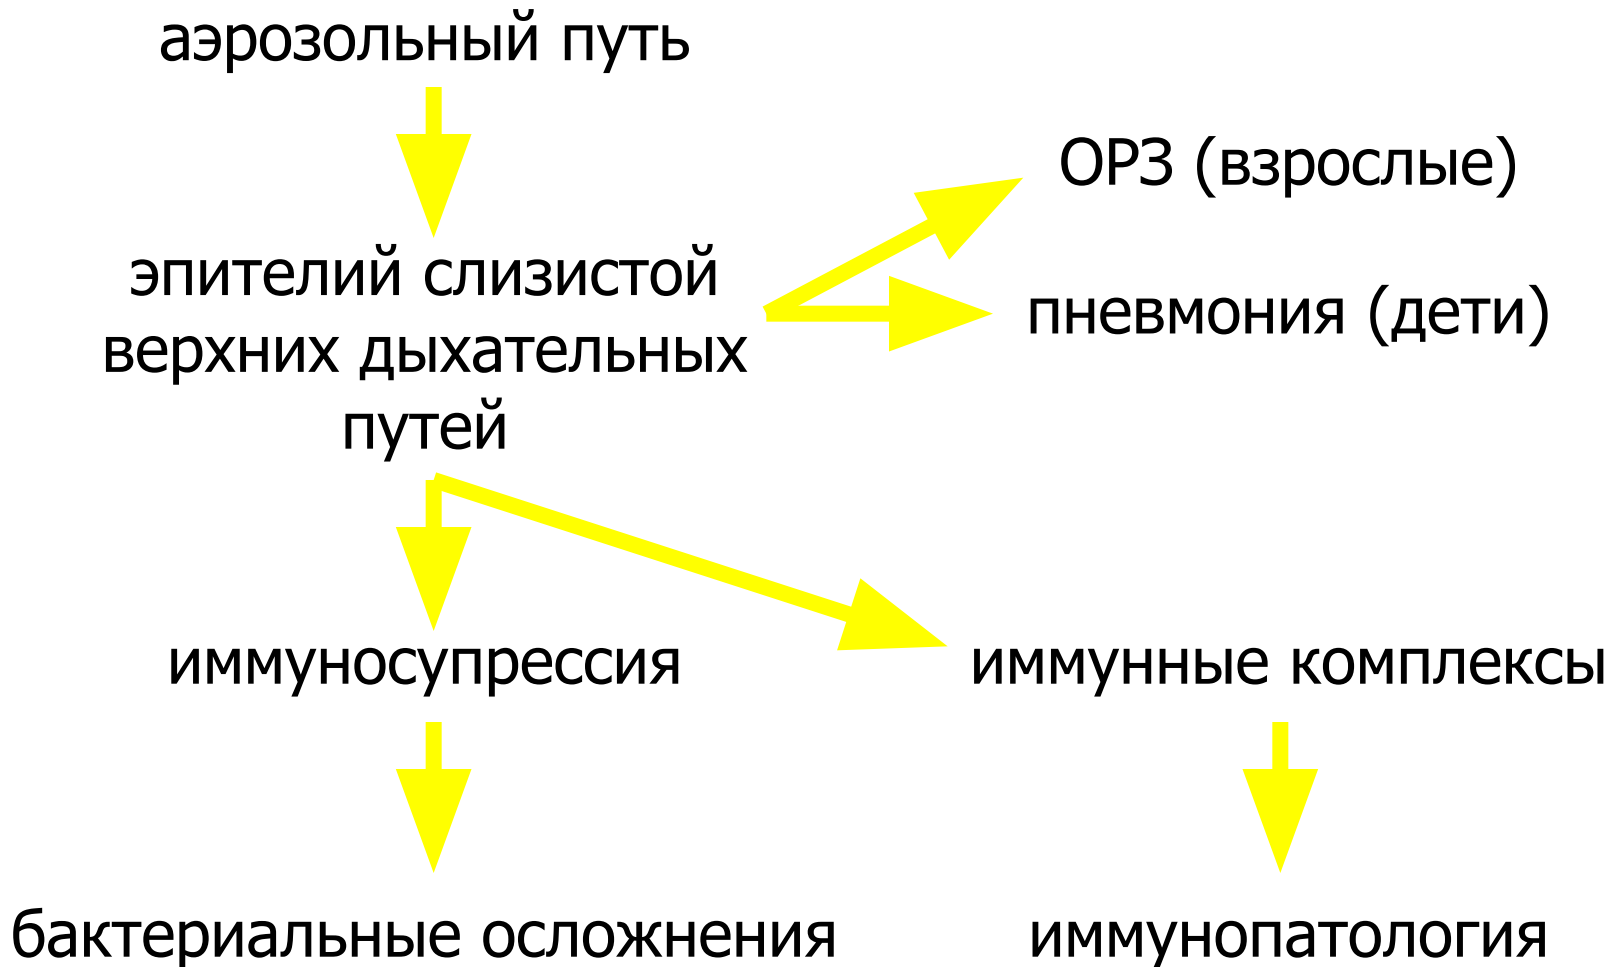 аэрозольный путь
ОРЗ (взрослые)
эпителий слизистой
верхних дыхательных
путей
пневмония (дети)
иммуносупрессия
иммунные комплексы
бактериальные осложнения
иммунопатология